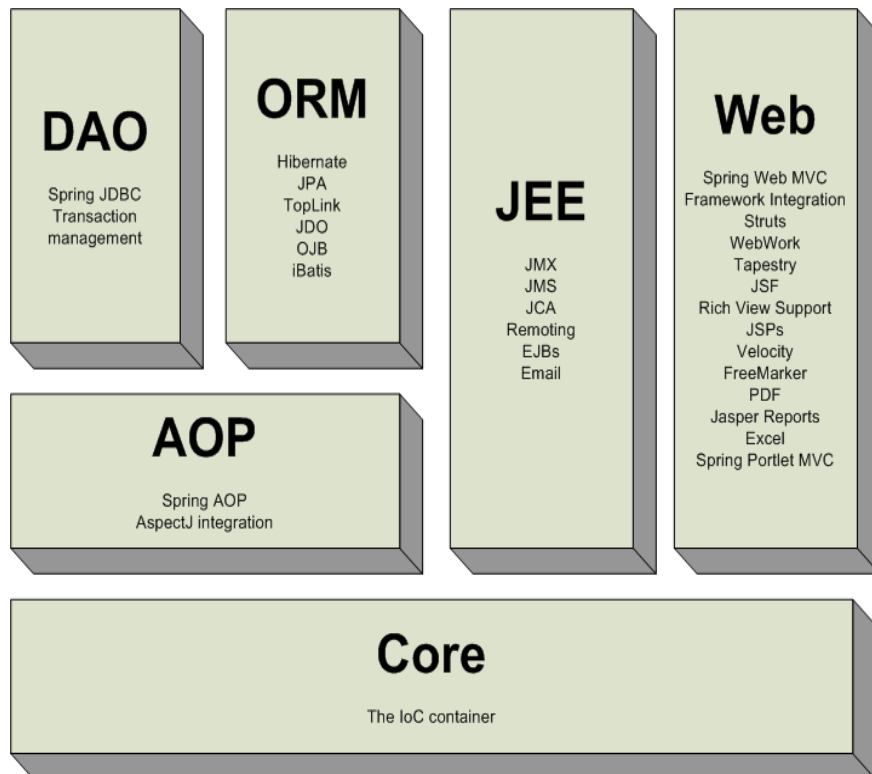 DAO
Spring JDBC
Transaction
management
ORM
Hibernate
JPA
TopLink
JDO
OJB
iBatis
JEE
JMX
JMS
JCA
Remoting
EJBs
Email
Web
Spring Web MVC
Framework Integration
Struts
WebWork
Tapestry
JSF
Rich View Support
JSPs
Velocity
FreeMarker
PDF
Jasper Reports
Excel
Spring Portlet MVC
AOP
Spring AOP
AspectJ integration
Core
The IoC container